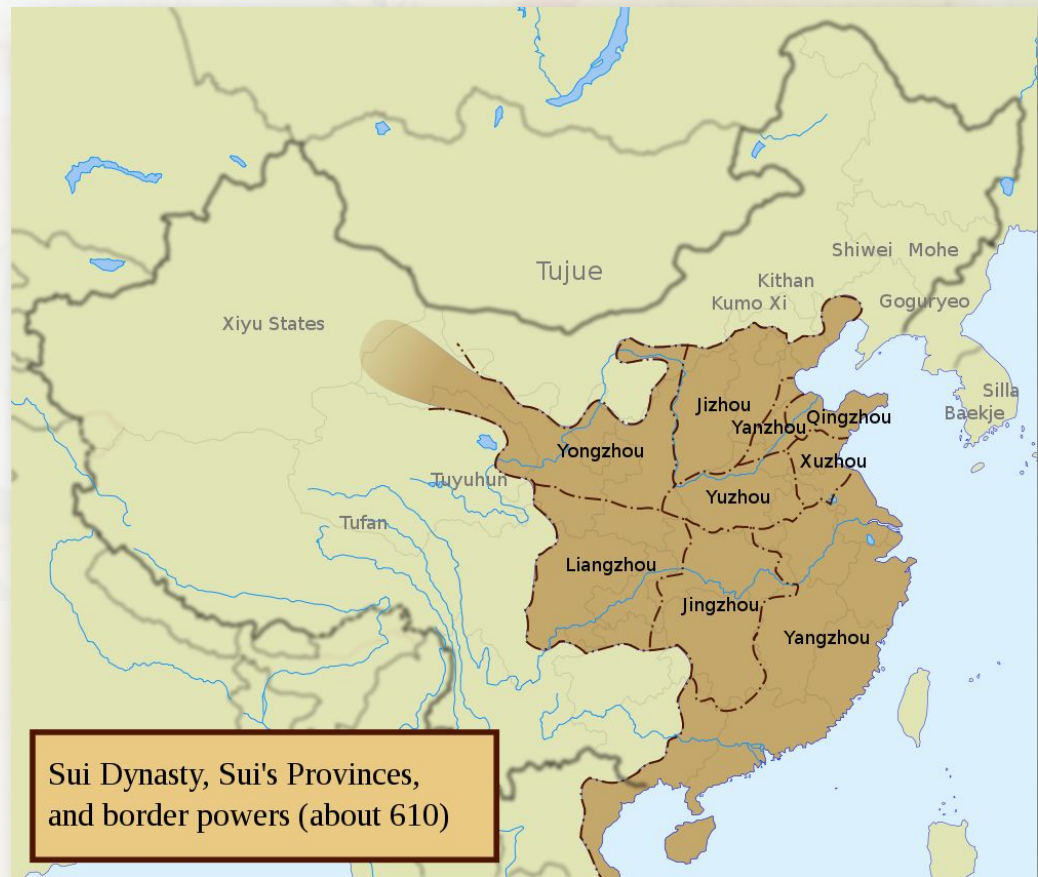 Shiwei Mohe
Tujue
Kithan
Kumo Xi
Goguryeo
Xiyu States
Silla
Baekje
Jizhou
Qingzhou
Yanzhou
Yongzhou
Xuzhou
Tuyuhun
Yuzhou
Tufan
Liangzhou
Jingzhou
Yangzhou
Sui Dynasty, Sui's Provinces,
and border powers (about 610)